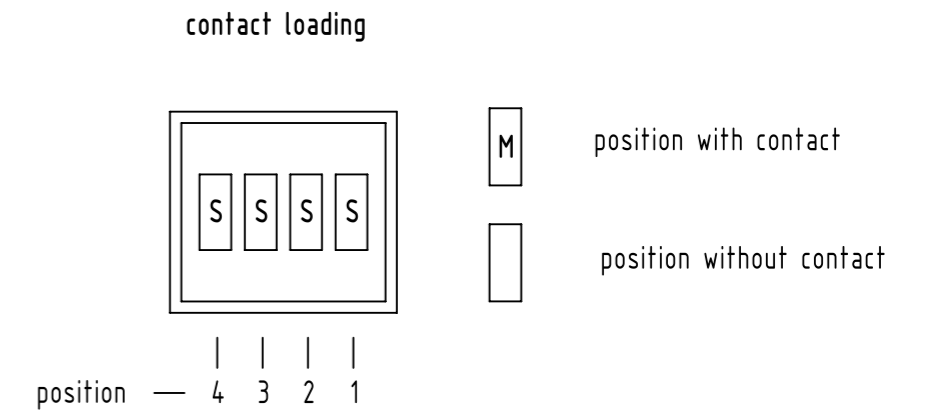 contact loading
M position with contact
S S S S
position without contact
position — 4 3 2 1